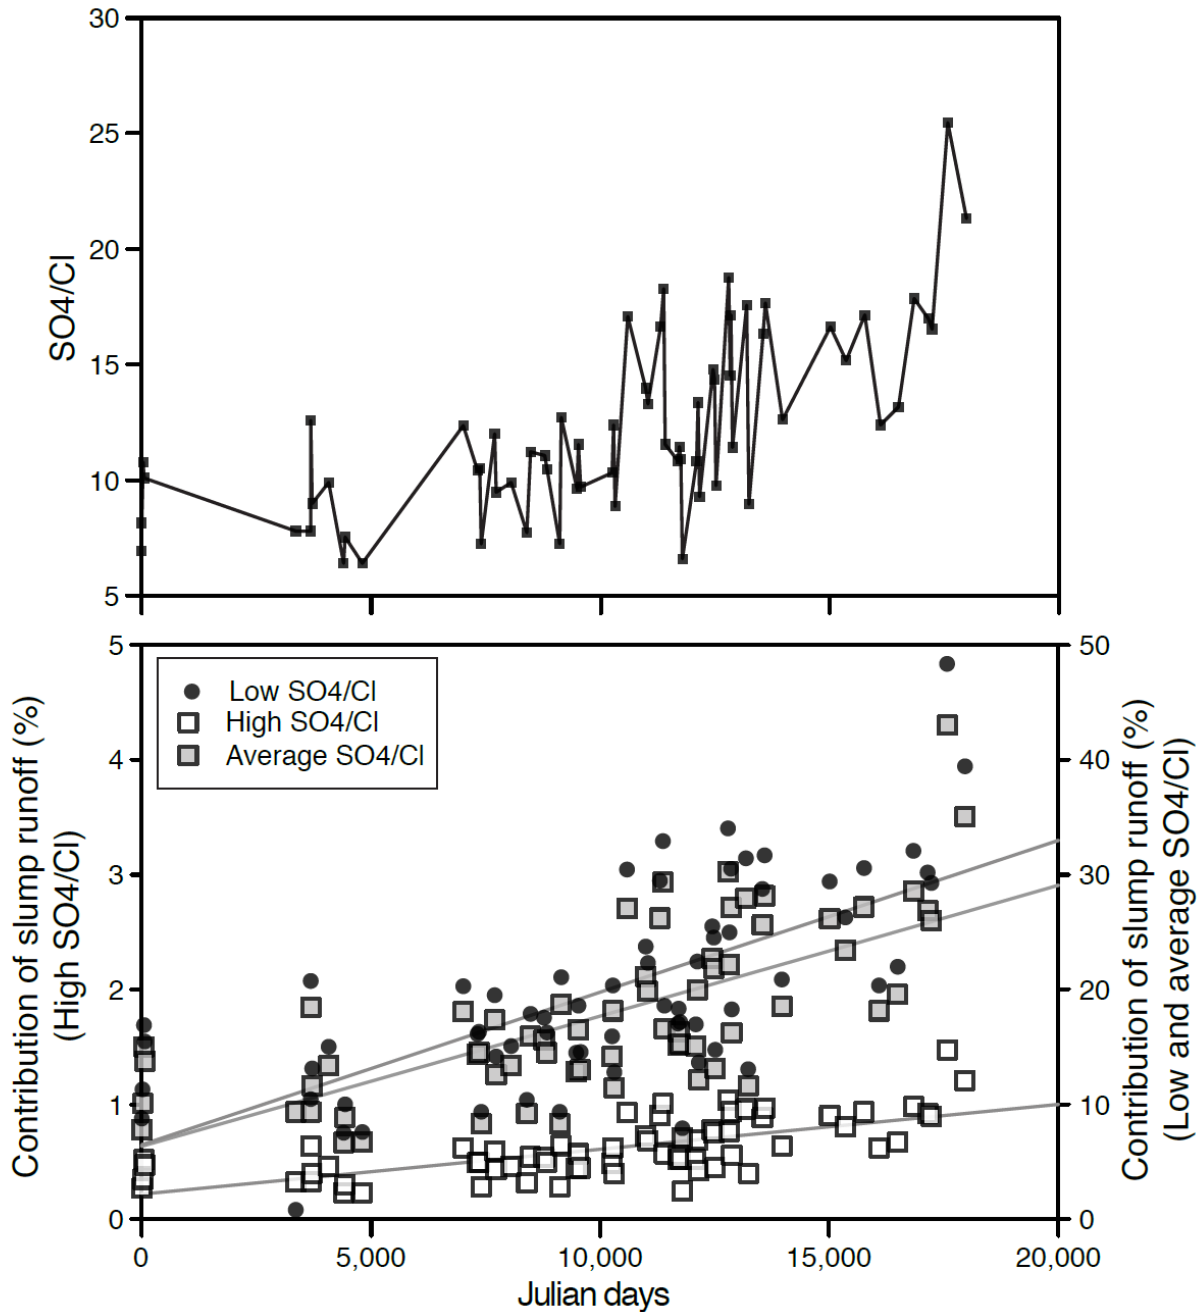 30
25
20
15
10
5
SO4/Cl
5
4
3
2
1
0
Contribution of slump runoff (%)
(High SO4/Cl)
Low SO4/Cl
High SO4/Cl
Average SO4/Cl
50
40
30
20
10
0
Contribution of slump runoff (%)
(Low and average SO4/Cl)
0
5,000
10,000
15,000
20,000
Julian days